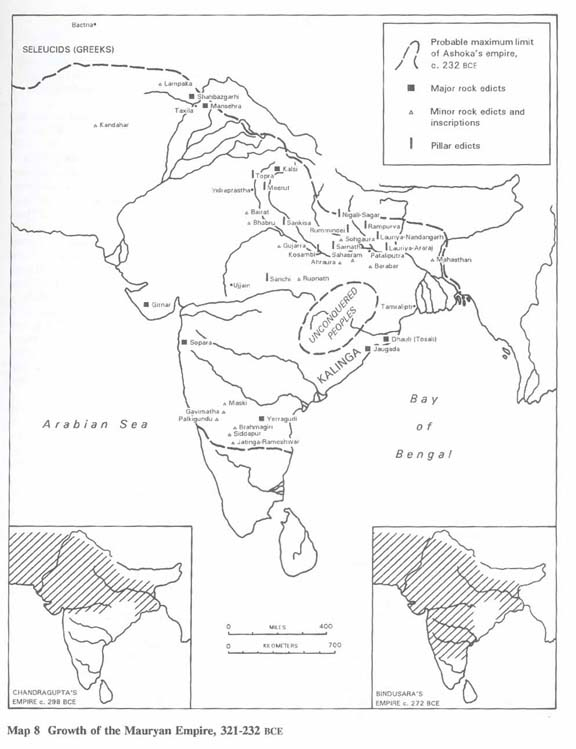 Bactria
SELEUCIDS (GREEKS)
Probable maximum limit
of Ashoka's empire,
c. 232 BCE
Major rock edicts
Minor rock edicts and
inscriptions
Pillar edicts
Lampaka
Shahbazgarhi
Mansehra
Taxila
Kandahar
Kalsi
Topra
Meerut
Indraprastha
Bairat
Bhabru
Sankisa
Nigali-Sagar
Rummindei
Rampurva
Lauriya-Nandangarh
Sohgaura
Gujarra
Sarnath
Lauriya-Araraj
Kosambi
Sahasram
Pataliputra
Ahraura
Barabar
Mahasthan
Sanchi
Rupnath
Ujjain
UNCONQUERED
PEOPLES
Tamralipti
Girnar
Sopara
Dhauli (Tosali)
Jaugada
KALINGA
Maski
Gavimatha
Palkigundu
Yerragudi
Brahmagiri
Siddapur
Jatinga-Rameshwar
Arabian Sea
Bay
of
Bengal
0 MILES 400
0 KILOMETERS 700
CHANDRAGUPTA'S
EMPIRE c. 298 BCE
BINDUSARA'S
EMPIRE c. 272 BCE
Map 8 Growth of the Mauryan Empire, 321-232 BCE